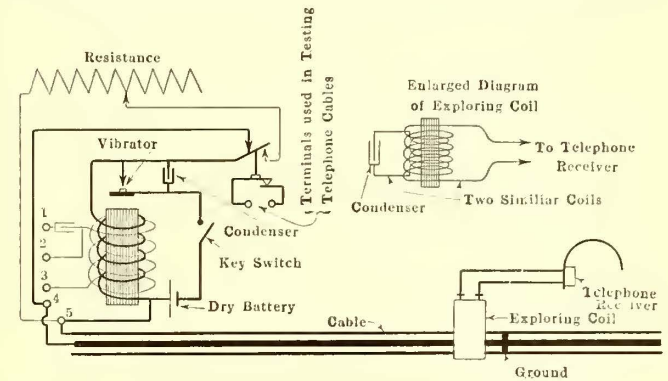 Resistance
Terminals used in Testing
Telephone Cables
Enlarged Diagram
of Exploring Coil
Vibrator
To Telephone
Receiver
Condenser
Two Similiar Coils
1
2
3
4
5
Condenser
Key Switch
Dry Battery
Telephone
Receiver
Cable
Exploring Coil
Ground